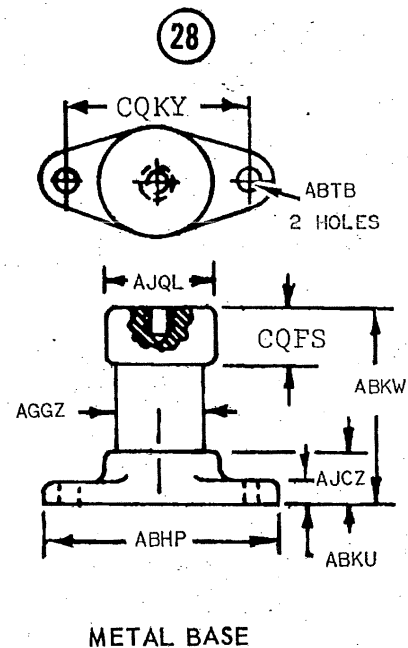 28
CQKY
ABTB
2 HOLES
AJQL
CQFS
ABKW
AGGZ
AJCZ
ABHP
ABKU
METAL BASE